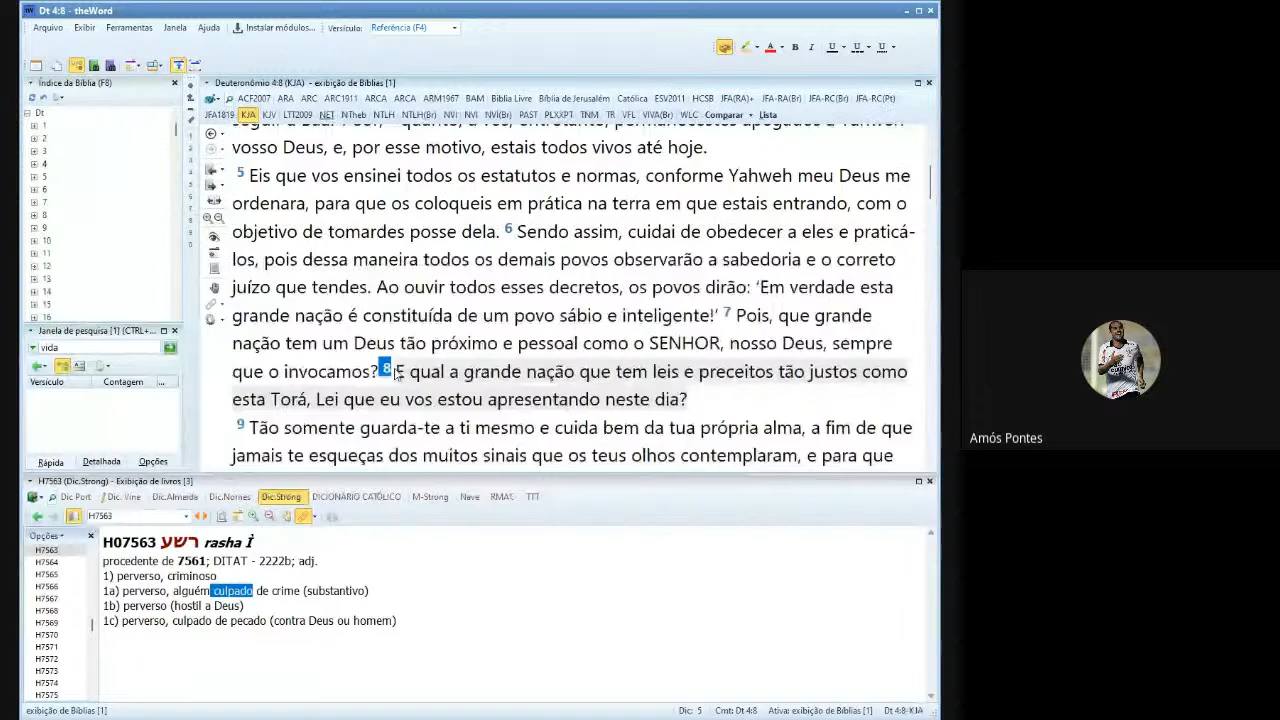 Dt 4:8 - theWord
Arquivo Exibir Ferramentas Janela Ajuda Instalar módulos... Versículo: Referência (F4)
Índice da Bíblia (F8)
Dt
1
2
3
4
5
6
7
8
9
10
11
12
13
14
15
16
Janela de pesquisa [1] (CTRL+...
vida
Versículo Contagem ...
Rápida Detalhada Opções
Deuteronômio 4:8 (KJA) - exibição de Bíblias [1]
ACF2007 ARA ARC ARC1911 ARCA ARCA ARM1967 BAM Biblia Livre Bíblia de Jerusalém Católica ESV2011 HCSB JFA(RA)+ JFA-RA(Br) JFA-RC(Br) JFA-RC(Pt)
JFA1819 KJA KJV LTT2009 NET NTheb NTLH NTLH(Br) NVI NVI NVI(Br) PAST PLXXPT TNM TR VFL VIVA(Br) WLC Comparar Lista
vosso Deus, e, por esse motivo, estais todos vivos até hoje.
5 Eis que vos ensinei todos os estatutos e normas, conforme Yahweh meu Deus me
ordenara, para que os coloqueis em prática na terra em que estais entrando, com o
objetivo de tomardes posse dela. 6 Sendo assim, cuidai de obedecer a eles e praticá-
los, pois dessa maneira todos os demais povos observarão a sabedoria e o correto
juízo que tendes. Ao ouvir todos esses decretos, os povos dirão: ‘Em verdade esta
grande nação é constituída de um povo sábio e inteligente!’ 7 Pois, que grande
nação tem um Deus tão próximo e pessoal como o SENHOR, nosso Deus, sempre
que o invocamos? 8 E qual a grande nação que tem leis e preceitos tão justos como
esta Torá, Lei que eu vos estou apresentando neste dia?
9 Tão somente guarda-te a ti mesmo e cuida bem da tua própria alma, a fim de que
jamais te esqueças dos muitos sinais que os teus olhos contemplaram, e para que
H7563 (Dic.Strong) - Exibição de livros [3]
Dic Port Dic. Vine Dic.Almeida Dic.Nomes Dic.Strong DICIONÁRIO CATÓLICO M-Strong Nave RMAC TTT
H7563
Opções
H7563
H7564
H7565
H7566
H7567
H7568
H7569
H7570
H7571
H7572
H7573
H7574
H7575
H07563 רשע rasha Ì
procedente de 7561; DITAT - 2222b; adj.
1) perverso, criminoso
1a) perverso, alguém culpado de crime (substantivo)
1b) perverso (hostil a Deus)
1c) perverso, culpado de pecado (contra Deus ou homem)
exibição de Bíblias [1] Dic: 5 Cmt: Dt 4:8 Ativa: exibição de Bíblias [1] Dt 4:8-KJA
Amós Pontes